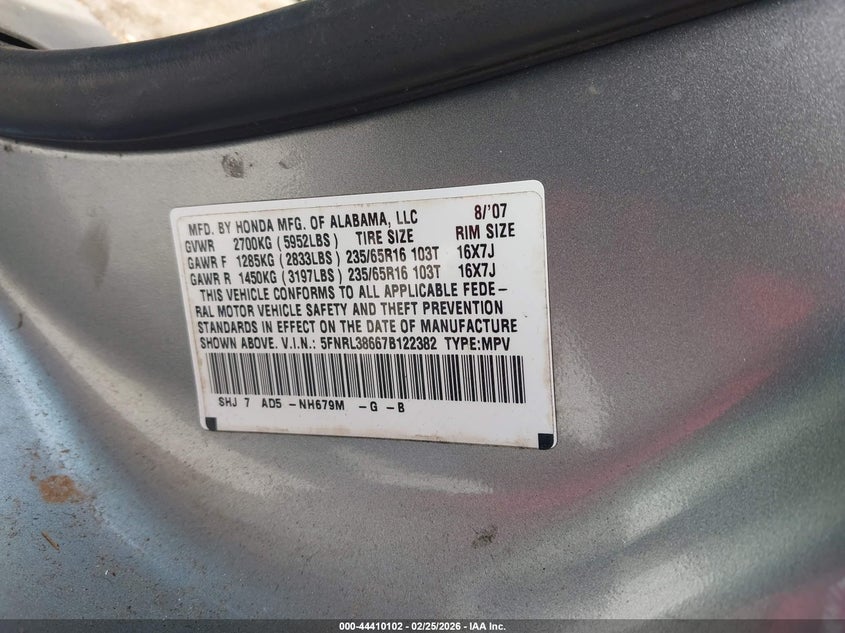 MFD. BY HONDA MFG. OF ALABAMA, LLC 8/'07
GVWR 2700KG (5952LBS) TIRE SIZE RIM SIZE
GAWR F 1285KG (2833LBS) 235/65R16 103T 16X7J
GAWR R 1450KG (3197LBS) 235/65R16 103T 16X7J
THIS VEHICLE CONFORMS TO ALL APPLICABLE FEDE-
RAL MOTOR VEHICLE SAFETY AND THEFT PREVENTION
STANDARDS IN EFFECT ON THE DATE OF MANUFACTURE
SHOWN ABOVE. V.I.N.: 5FNRL38667B122382 TYPE:MPV
SHJ 7 AD5 -NH679M -G -B
000-44410102 - 02/25/2026 - IAA Inc.